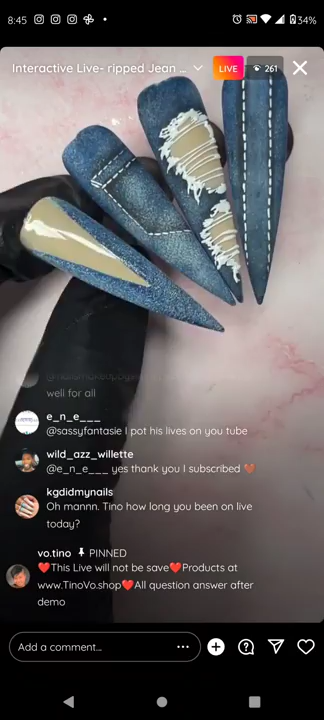 8:45
34%
Interactive Live- ripped Jean ...
LIVE
261
well for all
e_n_e___
@sassyfantasie I pot his lives on you tube
wild_azz_willette
@e_n_e___ yes thank you I subscribed 🤎
kgdidmynails
Oh mannn. Tino how long you been on live
today?
vo.tino PINNED
❤️This Live will not be save❤️Products at
www.TinoVo.shop❤️All question answer after
demo
Add a comment...